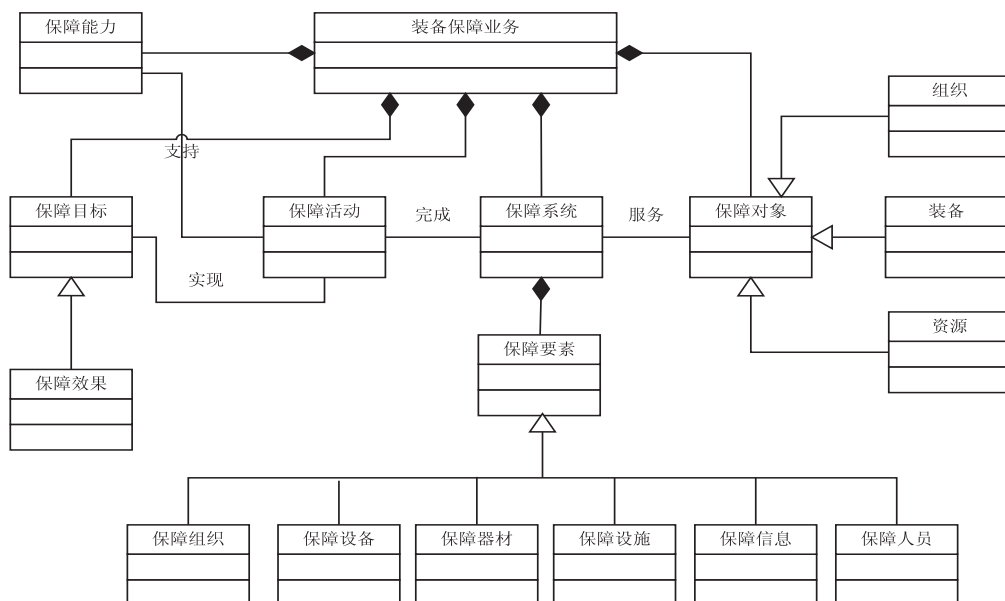 保障能力
装备保障业务
组织
支持
保障目标
保障活动
完成
保障系统
服务
保障对象
装备
实现
资源
保障要素
保障效果
保障组织
保障设备
保障器材
保障设施
保障信息
保障人员